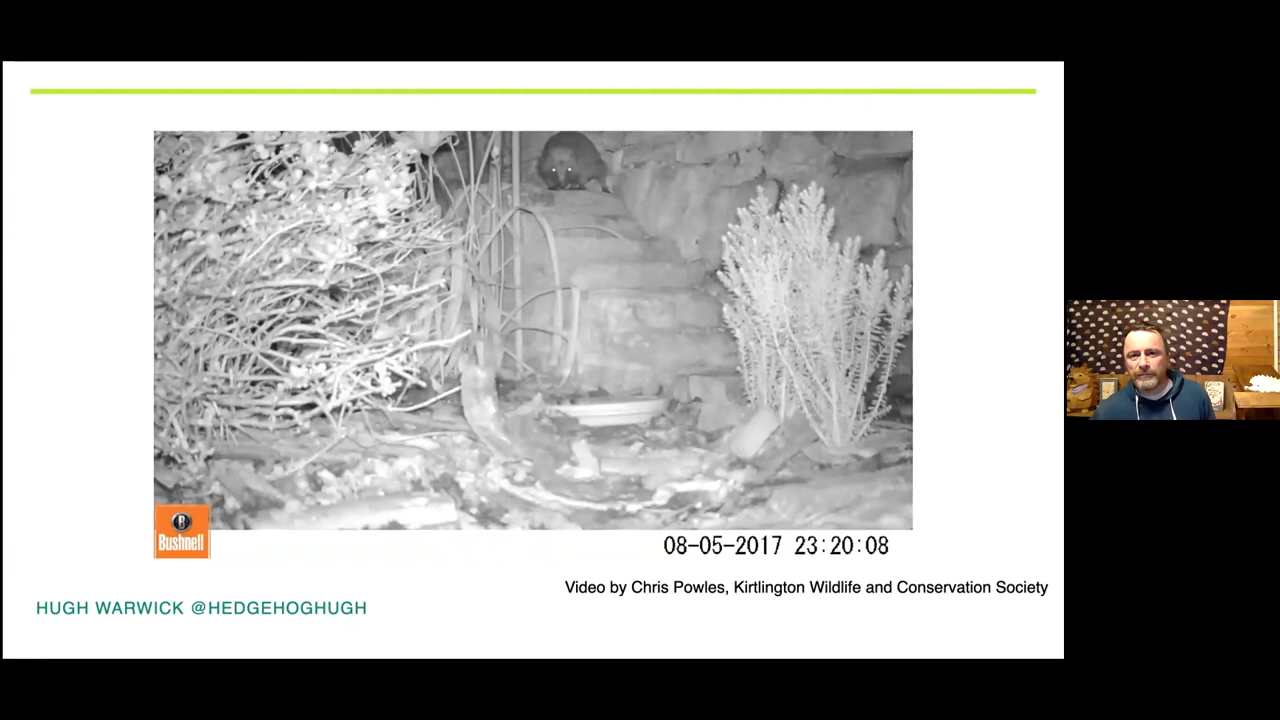 Bushnell
08-05-2017 23:20:08
Video by Chris Powles, Kirtlington Wildlife and Conservation Society
HUGH WARWICK @HEDGEHOGHUGH